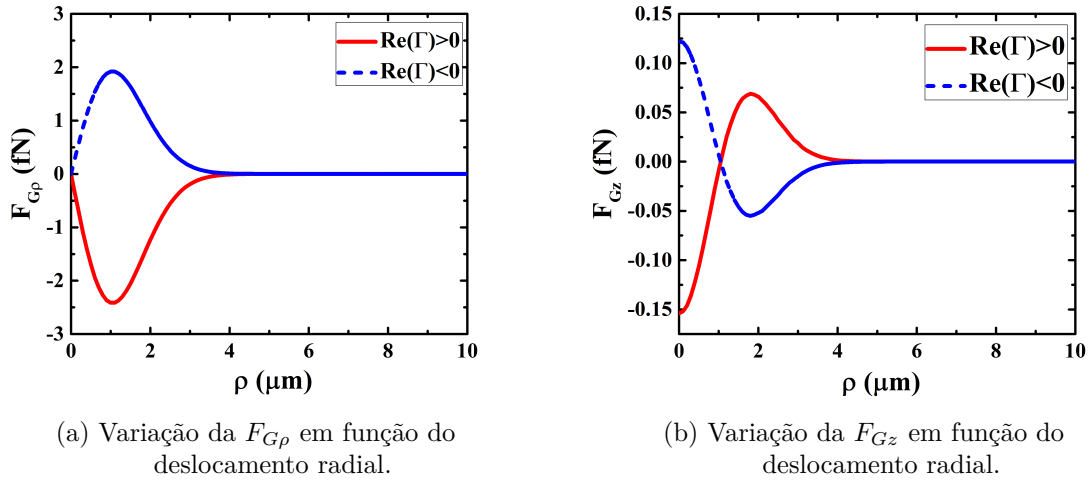 3
2
1
0
-1
-2
-3
F_Gρ (fN)
Re(Γ)>0
Re(Γ)<0
0
2
4
6
8
10
ρ (μm)
(a) Variação da F_Gρ em função do
deslocamento radial.
0.15
0.10
0.05
0.00
-0.05
-0.10
-0.15
F_Gz (fN)
Re(Γ)>0
Re(Γ)<0
0
2
4
6
8
10
ρ (μm)
(b) Variação da F_Gz em função do
deslocamento radial.